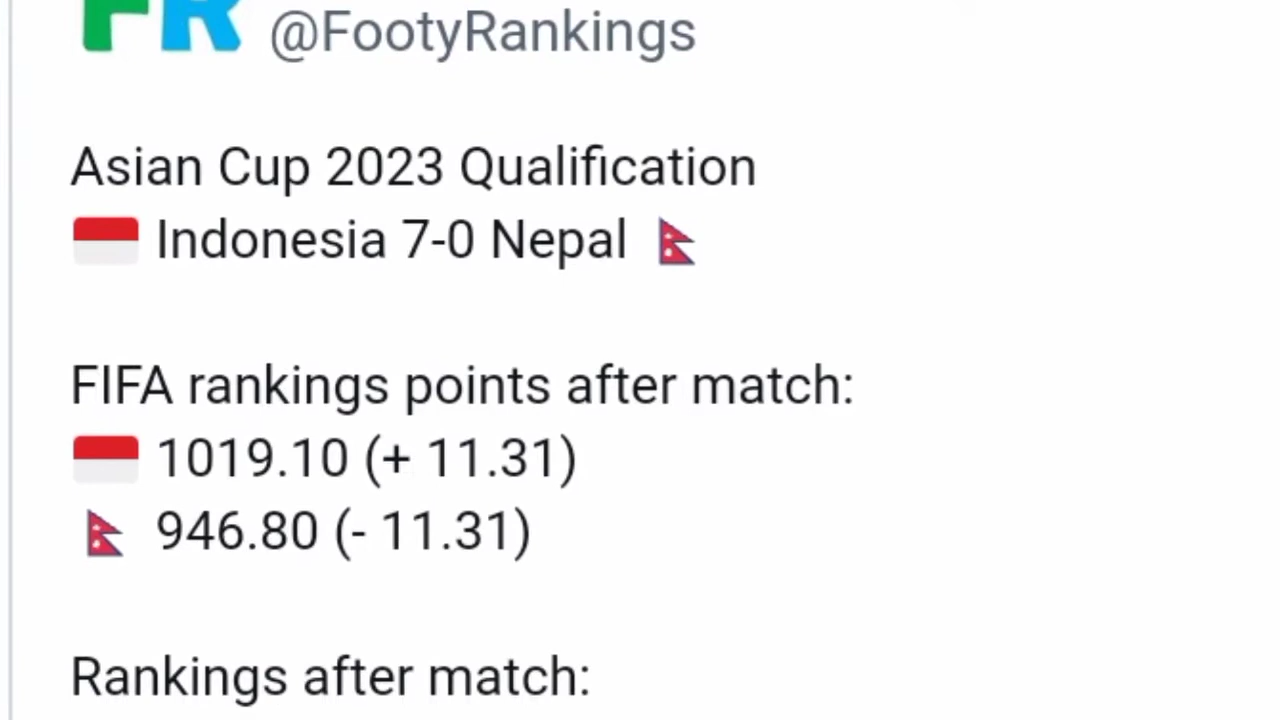 FR
@FootyRankings
Asian Cup 2023 Qualification
🇮🇩 Indonesia 7-0 Nepal 🇳🇵
FIFA rankings points after match:
🇮🇩 1019.10 (+ 11.31)
🇳🇵 946.80 (- 11.31)
Rankings after match: